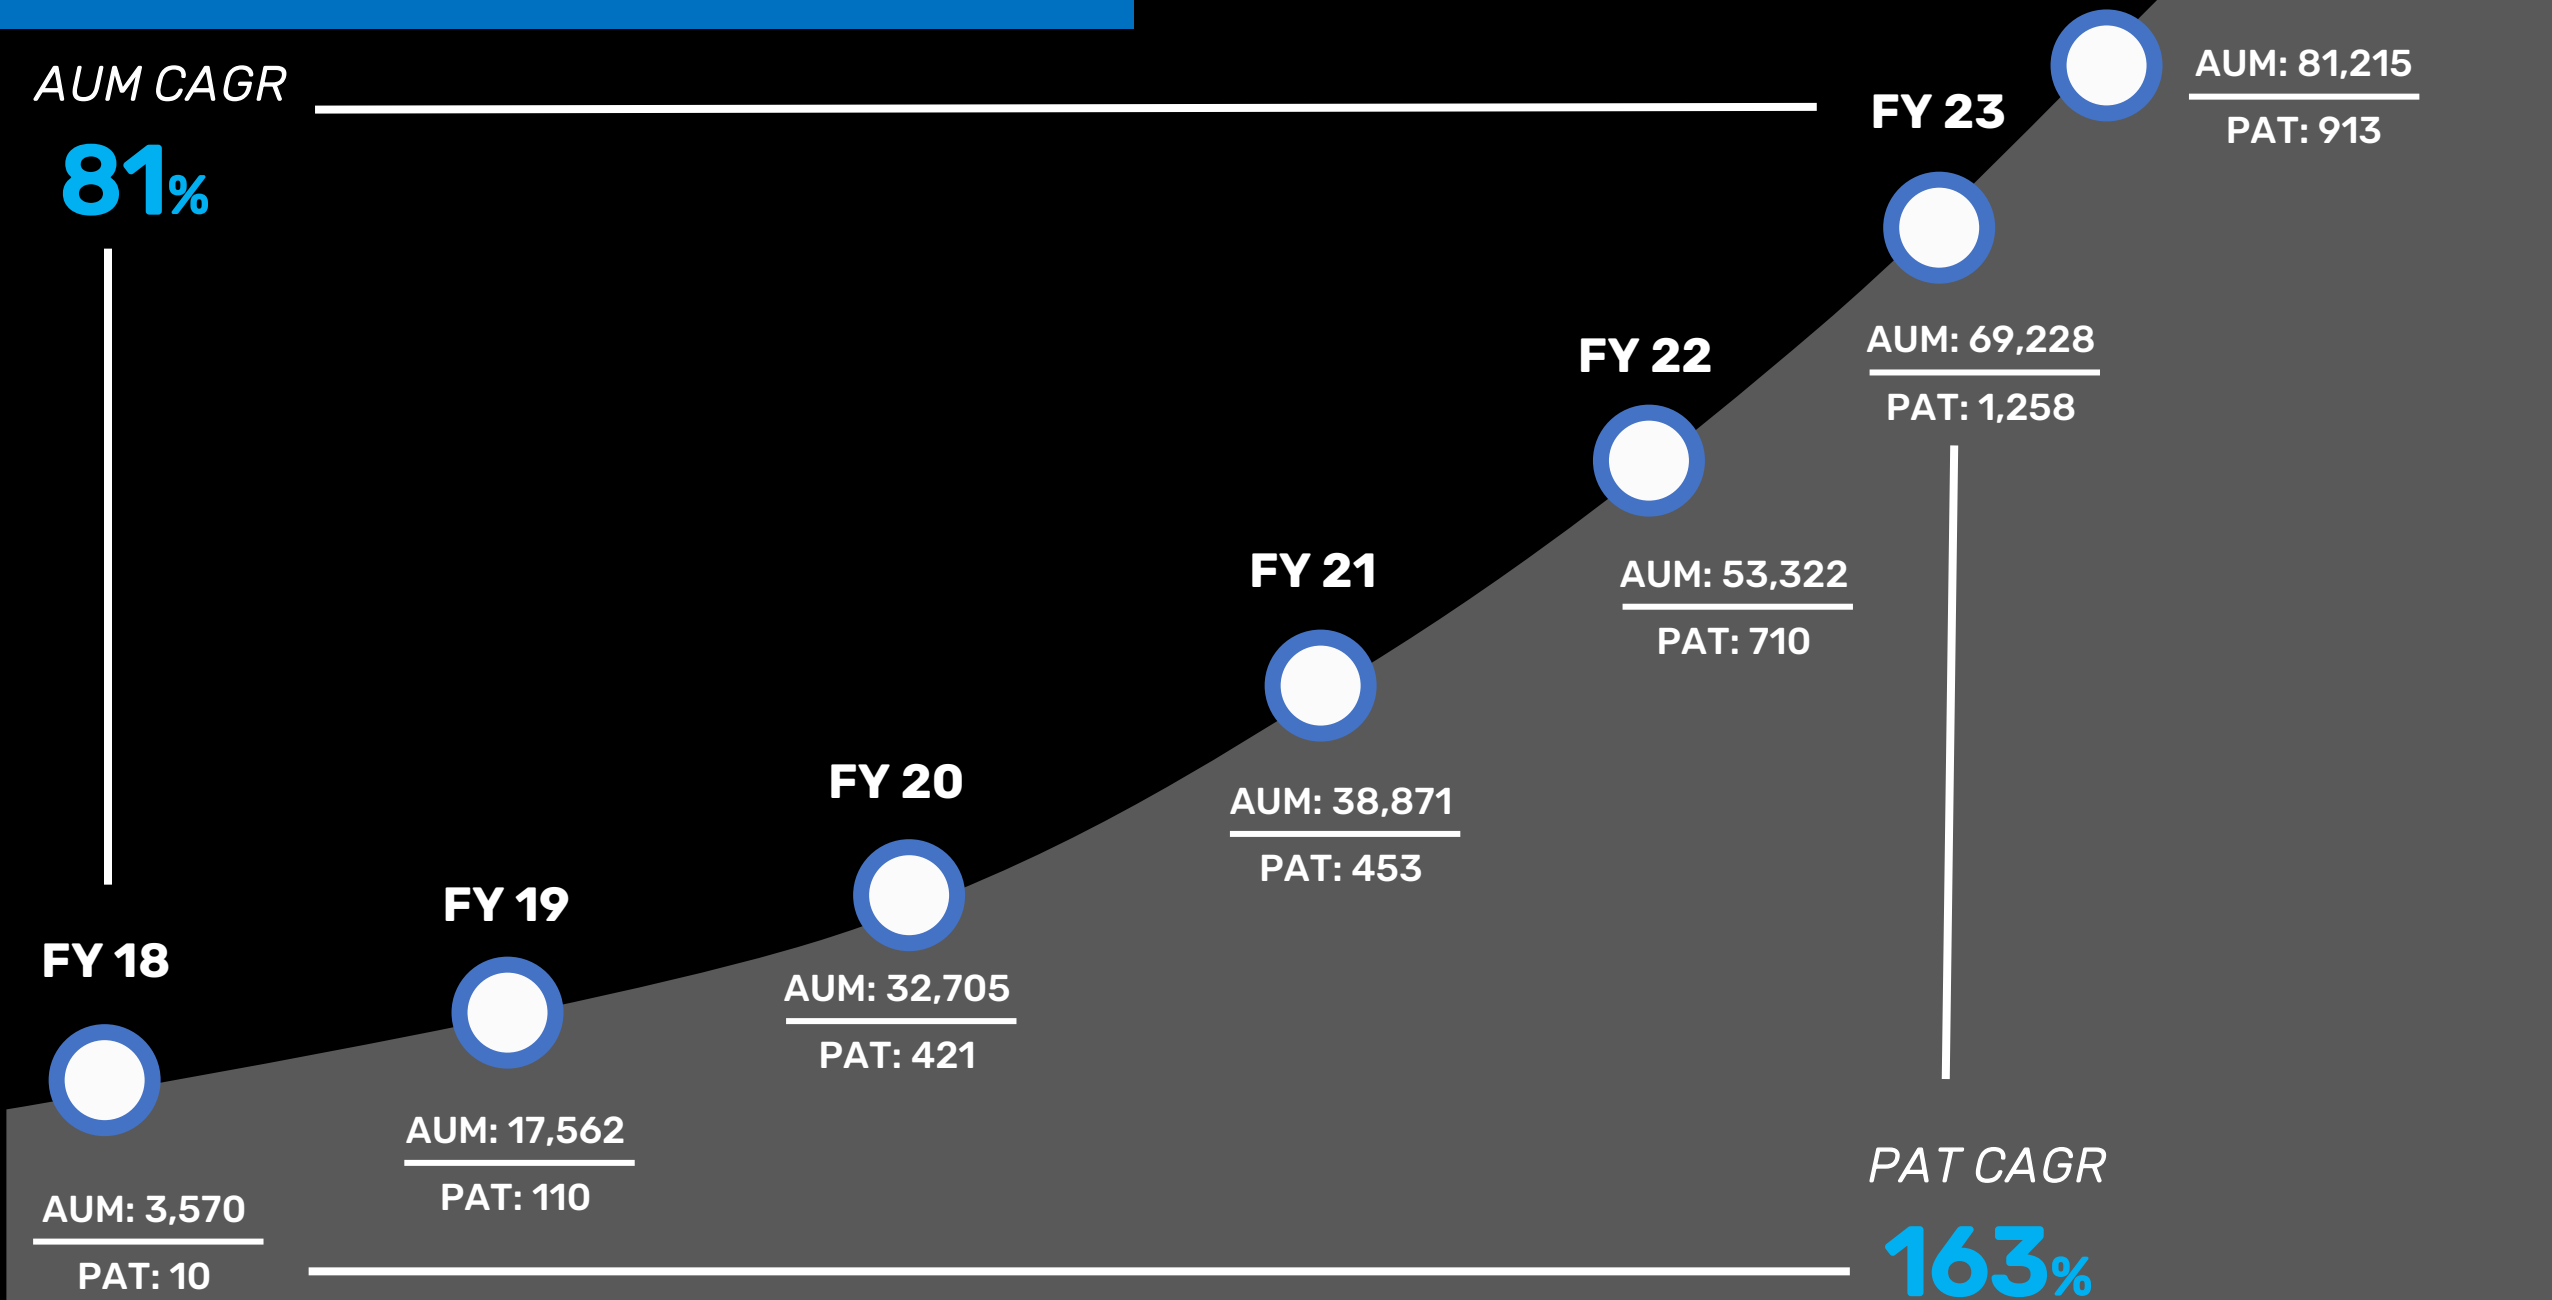 AUM CAGR
81%
FY 18
AUM: 3,570
PAT: 10
FY 19
AUM: 17,562
PAT: 110
FY 20
AUM: 32,705
PAT: 421
FY 21
AUM: 38,871
PAT: 453
FY 22
AUM: 53,322
PAT: 710
FY 23
AUM: 69,228
PAT: 1,258
AUM: 81,215
PAT: 913
PAT CAGR
163%